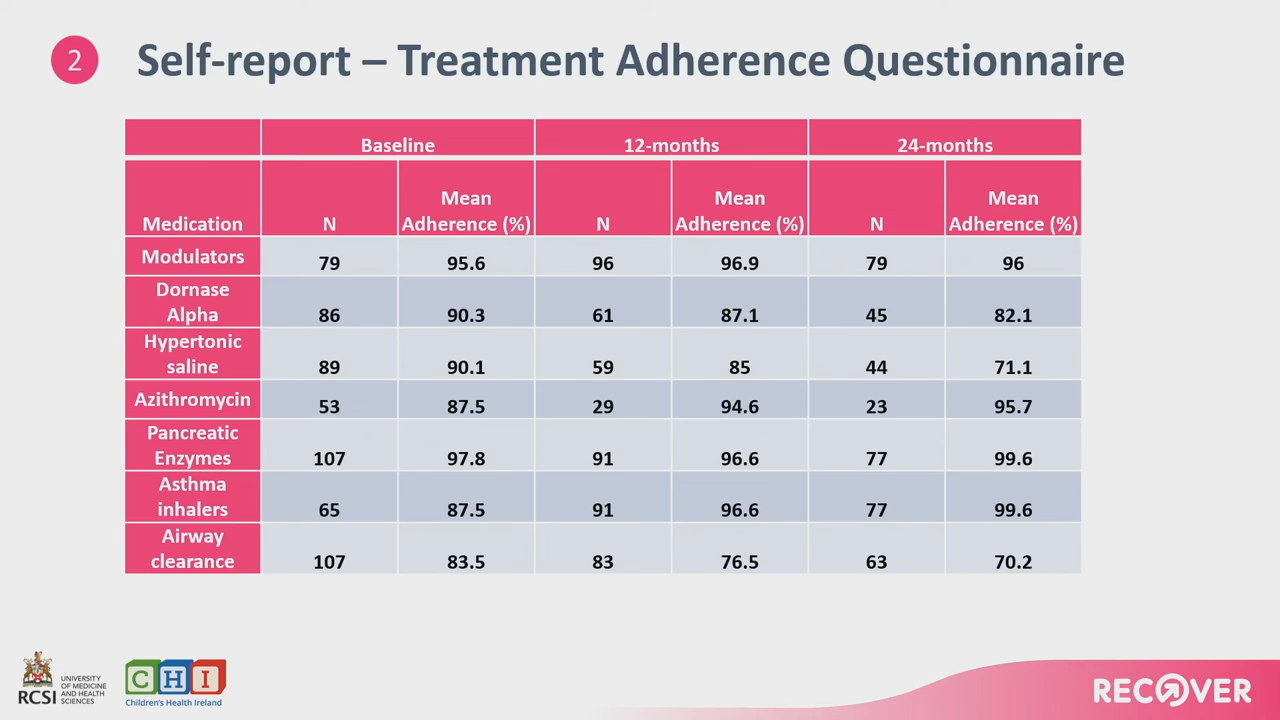 2
Self-report – Treatment Adherence Questionnaire
Baseline 12-months 24-months
Medication N Mean Adherence (%) N Mean Adherence (%) N Mean Adherence (%)
Modulators 79 95.6 96 96.9 79 96
Dornase Alpha 86 90.3 61 87.1 45 82.1
Hypertonic saline 89 90.1 59 85 44 71.1
Azithromycin 53 87.5 29 94.6 23 95.7
Pancreatic Enzymes 107 97.8 91 96.6 77 99.6
Asthma inhalers 65 87.5 91 96.6 77 99.6
Airway clearance 107 83.5 83 76.5 63 70.2
RCSI
UNIVERSITY
OF MEDICINE
AND HEALTH
SCIENCES
CHI
Children's Health Ireland
RECOVER